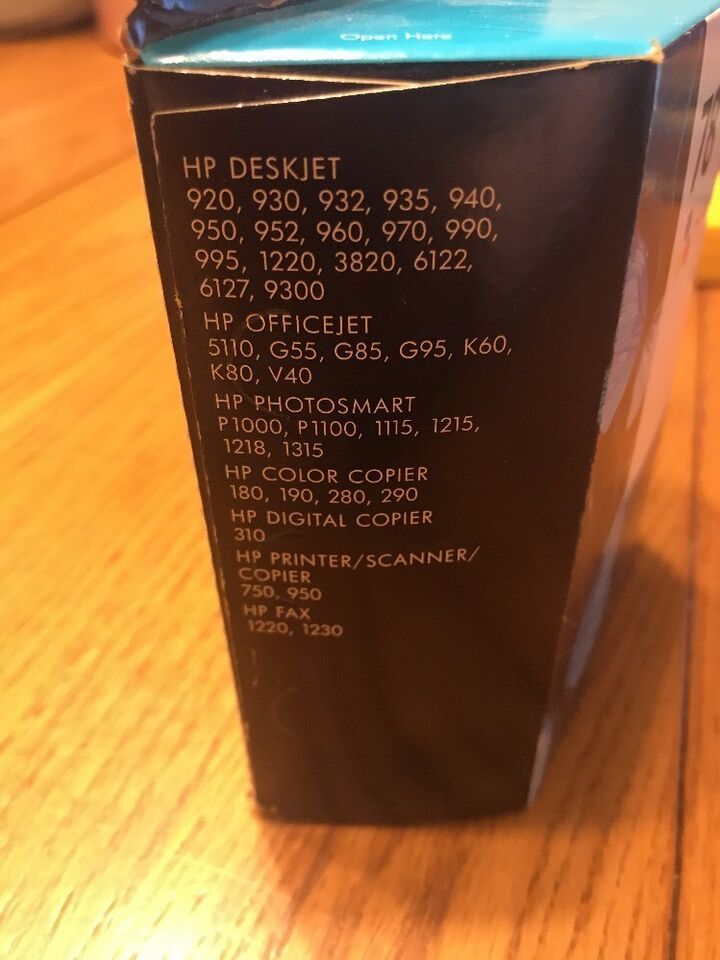 Open Here
HP DESKJET
920, 930, 932, 935, 940,
950, 952, 960, 970, 990,
995, 1220, 3820, 6122,
6127, 9300
HP OFFICEJET
5110, G55, G85, G95, K60,
K80, V40
HP PHOTOSMART
P1000, P1100, 1115, 1215,
1218, 1315
HP COLOR COPIER
180, 190, 280, 290
HP DIGITAL COPIER
310
HP PRINTER/SCANNER/
COPIER
750, 950
HP FAX
1220, 1230